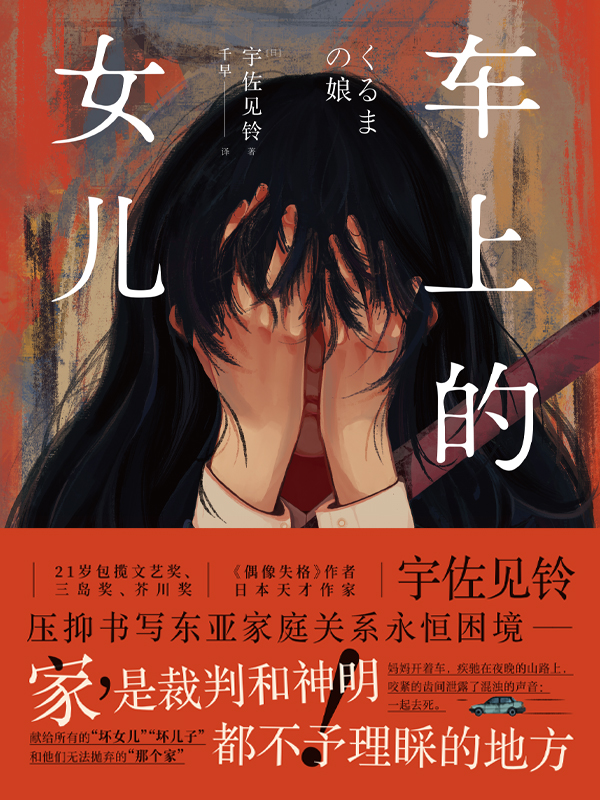 车上的
女儿
くるま
の娘
[日]
宇佐见铃 著
千早 译
21岁包揽文艺奖、
三岛奖、芥川奖
《偶像失格》作者
日本天才作家
宇佐见铃
压抑书写东亚家庭关系永恒困境——
家，是裁判和神明
都不予理睬的地方！
妈妈开着车，疾驰在夜晚的山路上，
咬紧的齿间泄露了混浊的声音：
一起去死。
献给所有的“坏女儿”“坏儿子”
和他们无法抛弃的“那个家”